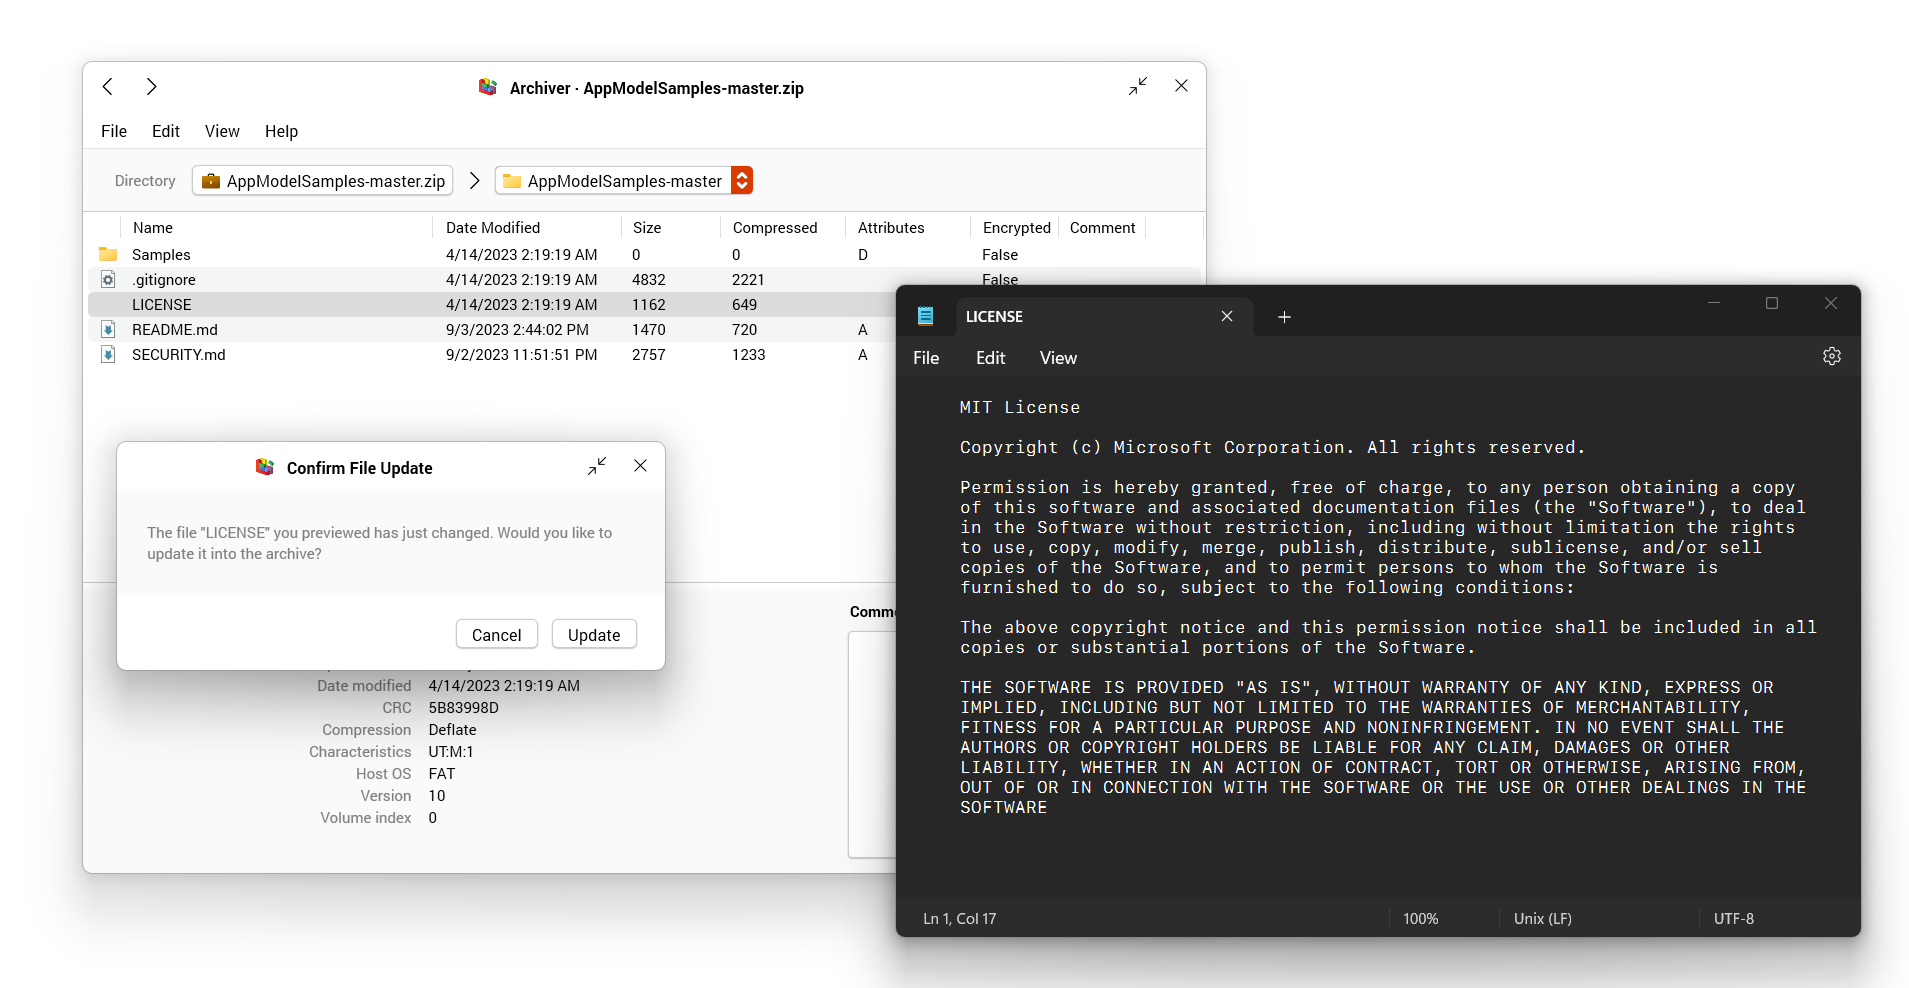 Archiver · AppModelSamples-master.zip
File Edit View Help
Directory AppModelSamples-master.zip AppModelSamples-master
Name Date Modified Size Compressed Attributes Encrypted Comment
Samples 4/14/2023 2:19:19 AM 0 0 D False
.gitignore 4/14/2023 2:19:19 AM 4832 2221 False
LICENSE 4/14/2023 2:19:19 AM 1162 649
README.md 9/3/2023 2:44:02 PM 1470 720 A
SECURITY.md 9/2/2023 11:51:51 PM 2757 1233 A
Confirm File Update
The file "LICENSE" you previewed has just changed. Would you like to
update it into the archive?
Cancel Update
Date modified 4/14/2023 2:19:19 AM
CRC 5B83998D
Compression Deflate
Characteristics UT:M:1
Host OS FAT
Version 10
Volume index 0
LICENSE
File Edit View
MIT License
Copyright (c) Microsoft Corporation. All rights reserved.
Permission is hereby granted, free of charge, to any person obtaining a copy
of this software and associated documentation files (the "Software"), to deal
in the Software without restriction, including without limitation the rights
to use, copy, modify, merge, publish, distribute, sublicense, and/or sell
copies of the Software, and to permit persons to whom the Software is
furnished to do so, subject to the following conditions:
The above copyright notice and this permission notice shall be included in all
copies or substantial portions of the Software.
THE SOFTWARE IS PROVIDED "AS IS", WITHOUT WARRANTY OF ANY KIND, EXPRESS OR
IMPLIED, INCLUDING BUT NOT LIMITED TO THE WARRANTIES OF MERCHANTABILITY,
FITNESS FOR A PARTICULAR PURPOSE AND NONINFRINGEMENT. IN NO EVENT SHALL THE
AUTHORS OR COPYRIGHT HOLDERS BE LIABLE FOR ANY CLAIM, DAMAGES OR OTHER
LIABILITY, WHETHER IN AN ACTION OF CONTRACT, TORT OR OTHERWISE, ARISING FROM,
OUT OF OR IN CONNECTION WITH THE SOFTWARE OR THE USE OR OTHER DEALINGS IN THE
SOFTWARE
Ln 1, Col 17 100% Unix (LF) UTF-8